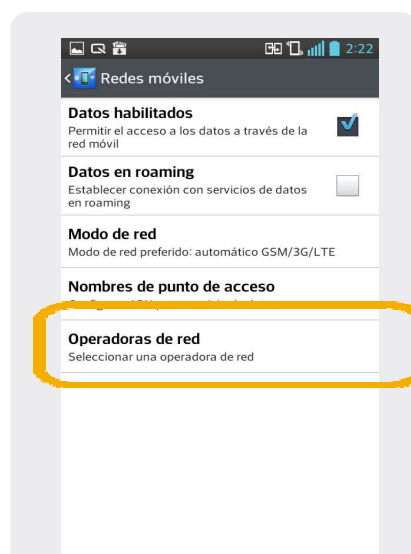 2:22
Redes móviles
Datos habilitados
Permitir el acceso a los datos a través de la
red móvil
Datos en roaming
Establecer conexión con servicios de datos
en roaming
Modo de red
Modo de red preferido: automático GSM/3G/LTE
Nombres de punto de acceso
Operadoras de red
Seleccionar una operadora de red